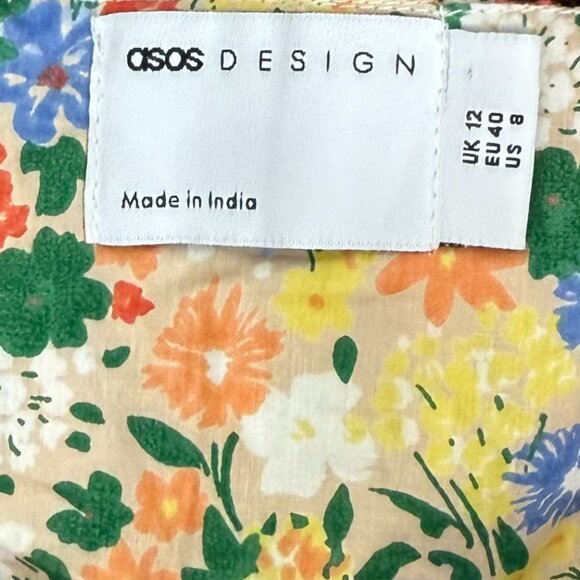 asos DESIGN
Made in India
UK 12
EU 40
US 8